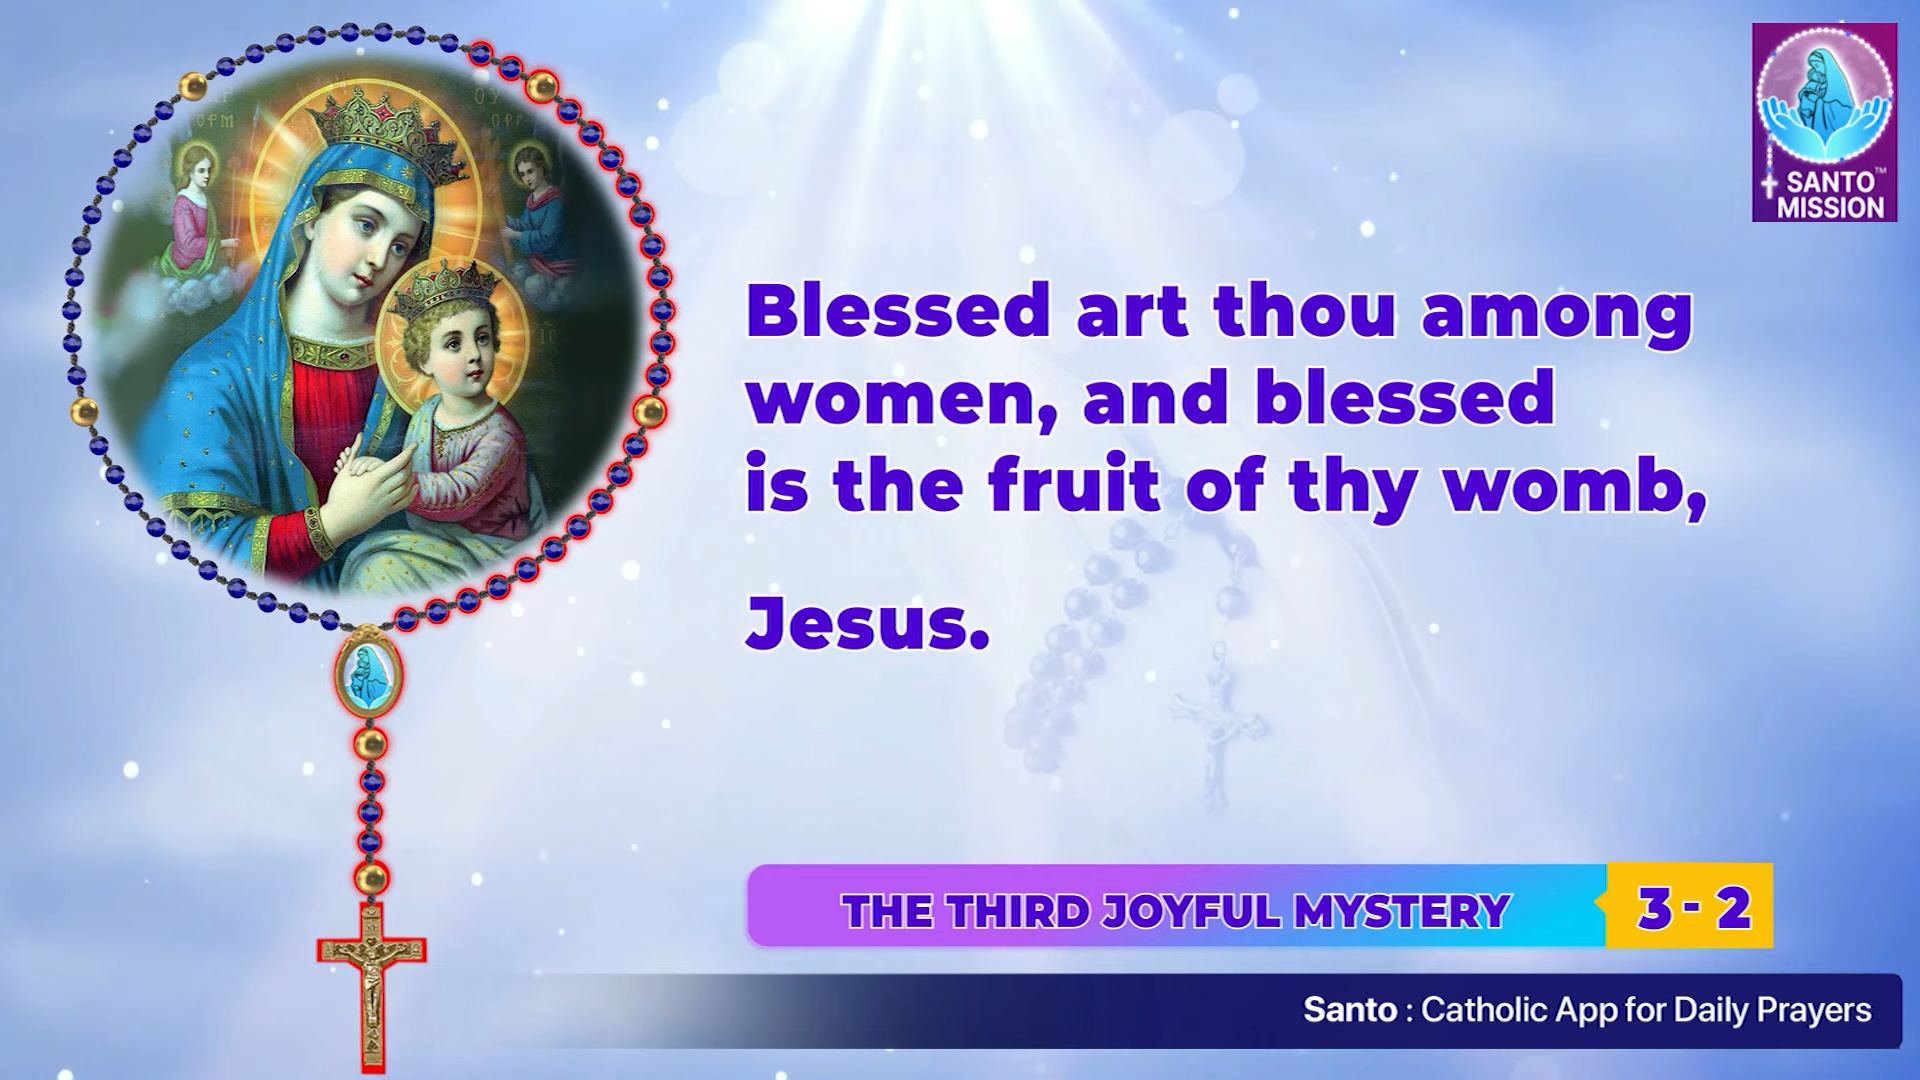 SANTO™
MISSION
Blessed art thou among
women, and blessed
is the fruit of thy womb,
Jesus.
THE THIRD JOYFUL MYSTERY
3 - 2
Santo : Catholic App for Daily Prayers